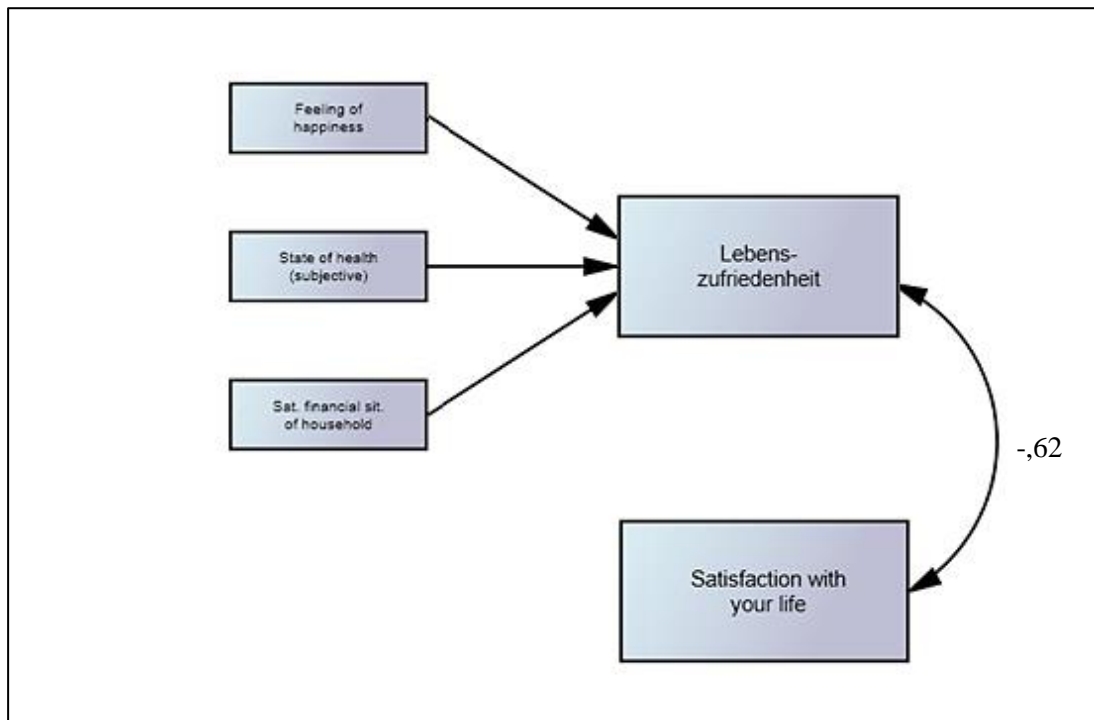 Feeling of
happiness
State of health
(subjective)
Sat. financial sit.
of household
Lebens-
zufriedenheit
-,62
Satisfaction with
your life